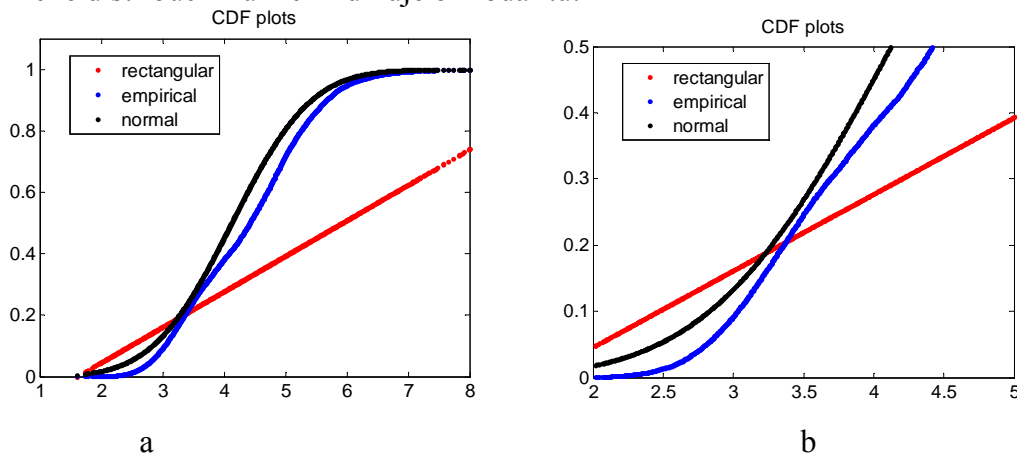 CDF plots
1
0.8
0.6
0.4
0.2
0
1 2 3 4 5 6 7 8
rectangular
empirical
normal
a
CDF plots
0.5
0.4
0.3
0.2
0.1
0
2 2.5 3 3.5 4 4.5 5
rectangular
empirical
normal
b